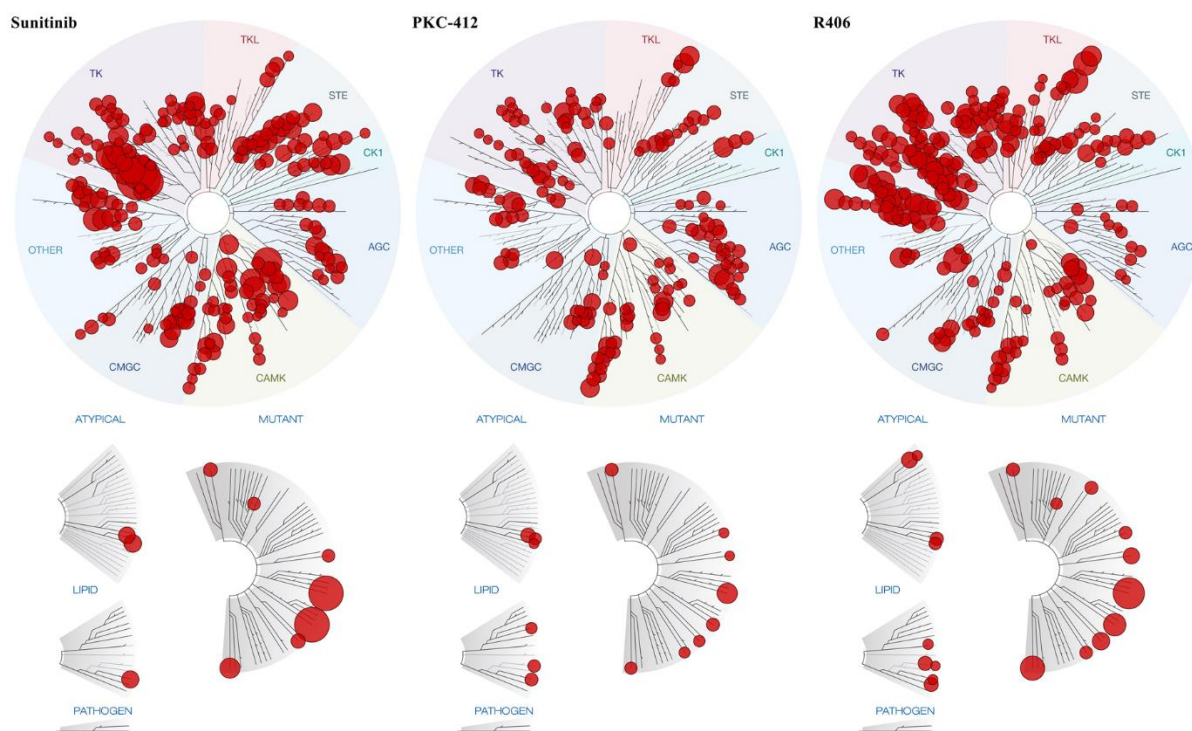 Sunitinib
TKL
TK
STE
CK1
OTHER
AGC
CMGC
CAMK
ATYPICAL
MUTANT
LIPID
PATHOGEN
PKC-412
TKL
TK
STE
CK1
OTHER
AGC
CMGC
CAMK
ATYPICAL
MUTANT
LIPID
PATHOGEN
R406
TKL
TK
STE
CK1
OTHER
AGC
CMGC
CAMK
ATYPICAL
MUTANT
LIPID
PATHOGEN